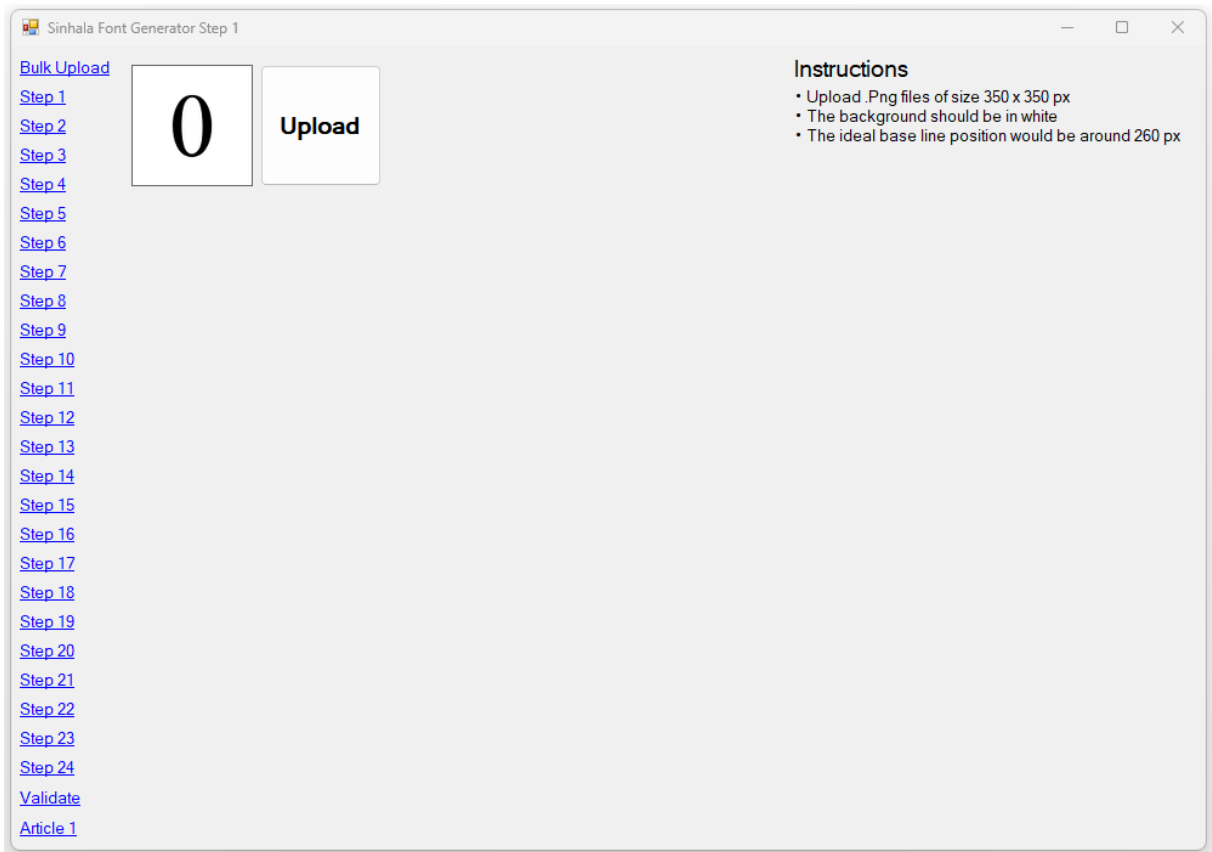 Sinhala Font Generator Step 1
Bulk Upload
Step 1
Step 2
Step 3
Step 4
Step 5
Step 6
Step 7
Step 8
Step 9
Step 10
Step 11
Step 12
Step 13
Step 14
Step 15
Step 16
Step 17
Step 18
Step 19
Step 20
Step 21
Step 22
Step 23
Step 24
Validate
Article 1
0
Upload
Instructions
• Upload .Png files of size 350 x 350 px
• The background should be in white
• The ideal base line position would be around 260 px